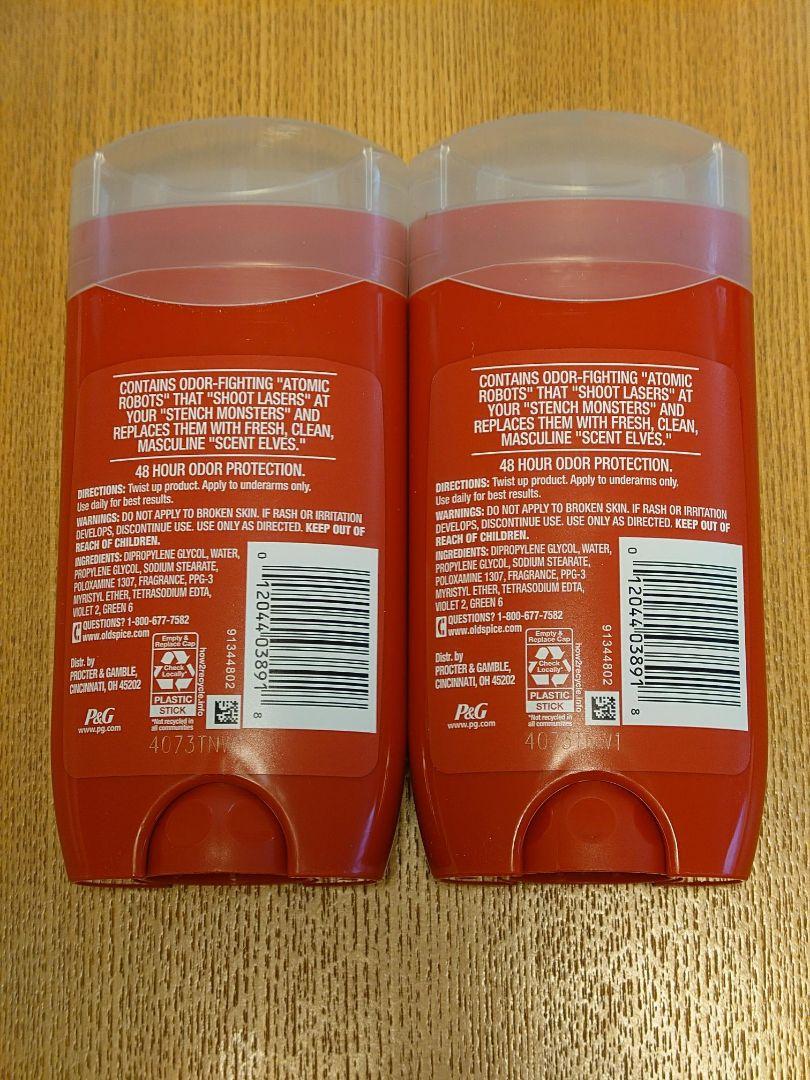 CONTAINS ODOR-FIGHTING "ATOMIC
ROBOTS" THAT "SHOOT LASERS" AT
YOUR "STENCH MONSTERS" AND
REPLACES THEM WITH FRESH, CLEAN,
MASCULINE "SCENT ELVES."
48 HOUR ODOR PROTECTION.
DIRECTIONS: Twist up product. Apply to underarms only.
Use daily for best results.
WARNINGS: DO NOT APPLY TO BROKEN SKIN. IF RASH OR IRRITATION
DEVELOPS, DISCONTINUE USE. USE ONLY AS DIRECTED. KEEP OUT OF
REACH OF CHILDREN.
INGREDIENTS: DIPROPYLENE GLYCOL, WATER,
PROPYLENE GLYCOL, SODIUM STEARATE,
POLOXAMINE 1307, FRAGRANCE, PPG-3
MYRISTYL ETHER, TETRASODIUM EDTA,
VIOLET 2, GREEN 6
QUESTIONS? 1-800-677-7582
www.oldspice.com
Distr. by
PROCTER & GAMBLE,
CINCINNATI, OH 45202
P&G
www.pg.com
Empty &
Replace Cap
Check
Locally*
PLASTIC
STICK
*Not recycled in
all communities
how2recycle.info
91344802
0 12044 03891 8
4073TNV
CONTAINS ODOR-FIGHTING "ATOMIC
ROBOTS" THAT "SHOOT LASERS" AT
YOUR "STENCH MONSTERS" AND
REPLACES THEM WITH FRESH, CLEAN,
MASCULINE "SCENT ELVES."
48 HOUR ODOR PROTECTION.
DIRECTIONS: Twist up product. Apply to underarms only.
Use daily for best results.
WARNINGS: DO NOT APPLY TO BROKEN SKIN. IF RASH OR IRRITATION
DEVELOPS, DISCONTINUE USE. USE ONLY AS DIRECTED. KEEP OUT OF
REACH OF CHILDREN.
INGREDIENTS: DIPROPYLENE GLYCOL, WATER,
PROPYLENE GLYCOL, SODIUM STEARATE,
POLOXAMINE 1307, FRAGRANCE, PPG-3
MYRISTYL ETHER, TETRASODIUM EDTA,
VIOLET 2, GREEN 6
QUESTIONS? 1-800-677-7582
www.oldspice.com
Distr. by
PROCTER & GAMBLE,
CINCINNATI, OH 45202
P&G
www.pg.com
Empty &
Replace Cap
Check
Locally*
PLASTIC
STICK
*Not recycled in
all communities
how2recycle.info
91344802
0 12044 03891 8